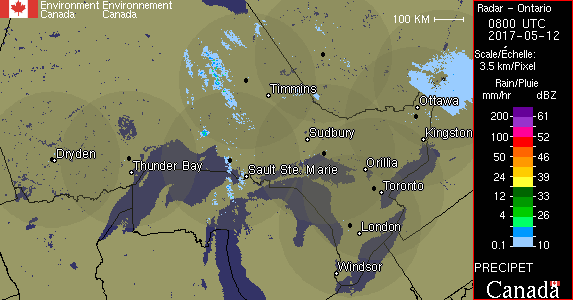 Environment Environnement
Canada Canada
100 KM
Timmins
Ottawa
Sudbury
Kingston
Dryden
Thunder Bay
Sault Ste. Marie
Orillia
Toronto
London
Windsor
Radar - Ontario
0800 UTC
2017-05-12
Scale/Échelle:
3.5 km/Pixel
Rain/Pluie
mm/hr dBZ
200 61
100 52
50 46
24 39
12 33
4 26
0.1 10
PRECIPET
Canada